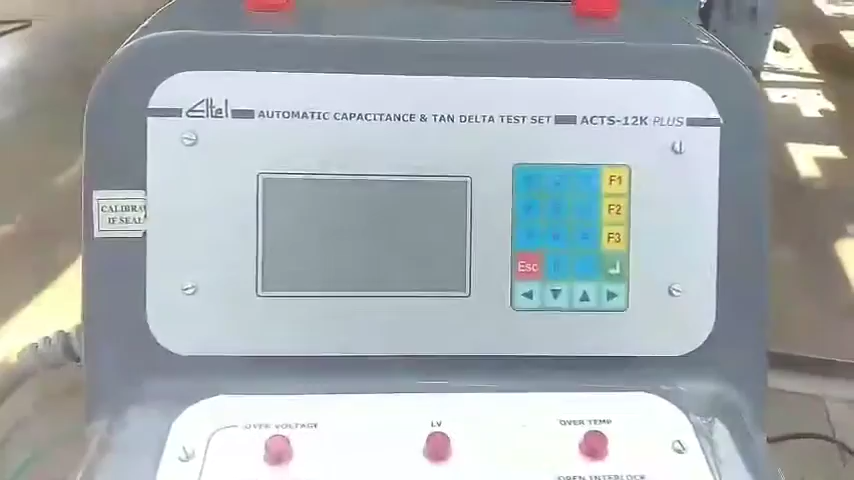 Eltel AUTOMATIC CAPACITANCE & TAN DELTA TEST SET ACTS-12K PLUS
F1
F2
F3
Esc
OVER VOLTAGE
LV
OVER TEMP
OPEN INTERLOCK
IF SEAL